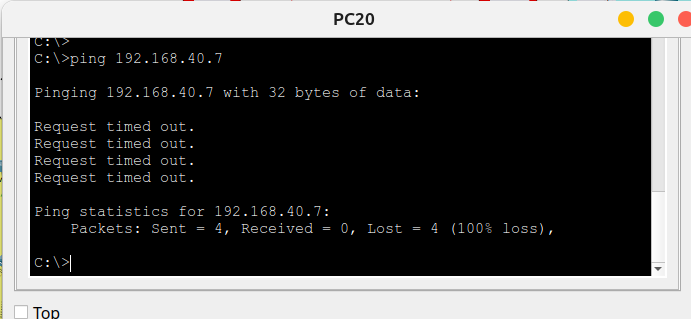 PC20
C:\>
C:\>ping 192.168.40.7
Pinging 192.168.40.7 with 32 bytes of data:
Request timed out.
Request timed out.
Request timed out.
Request timed out.
Ping statistics for 192.168.40.7:
    Packets: Sent = 4, Received = 0, Lost = 4 (100% loss),
C:\>
Top